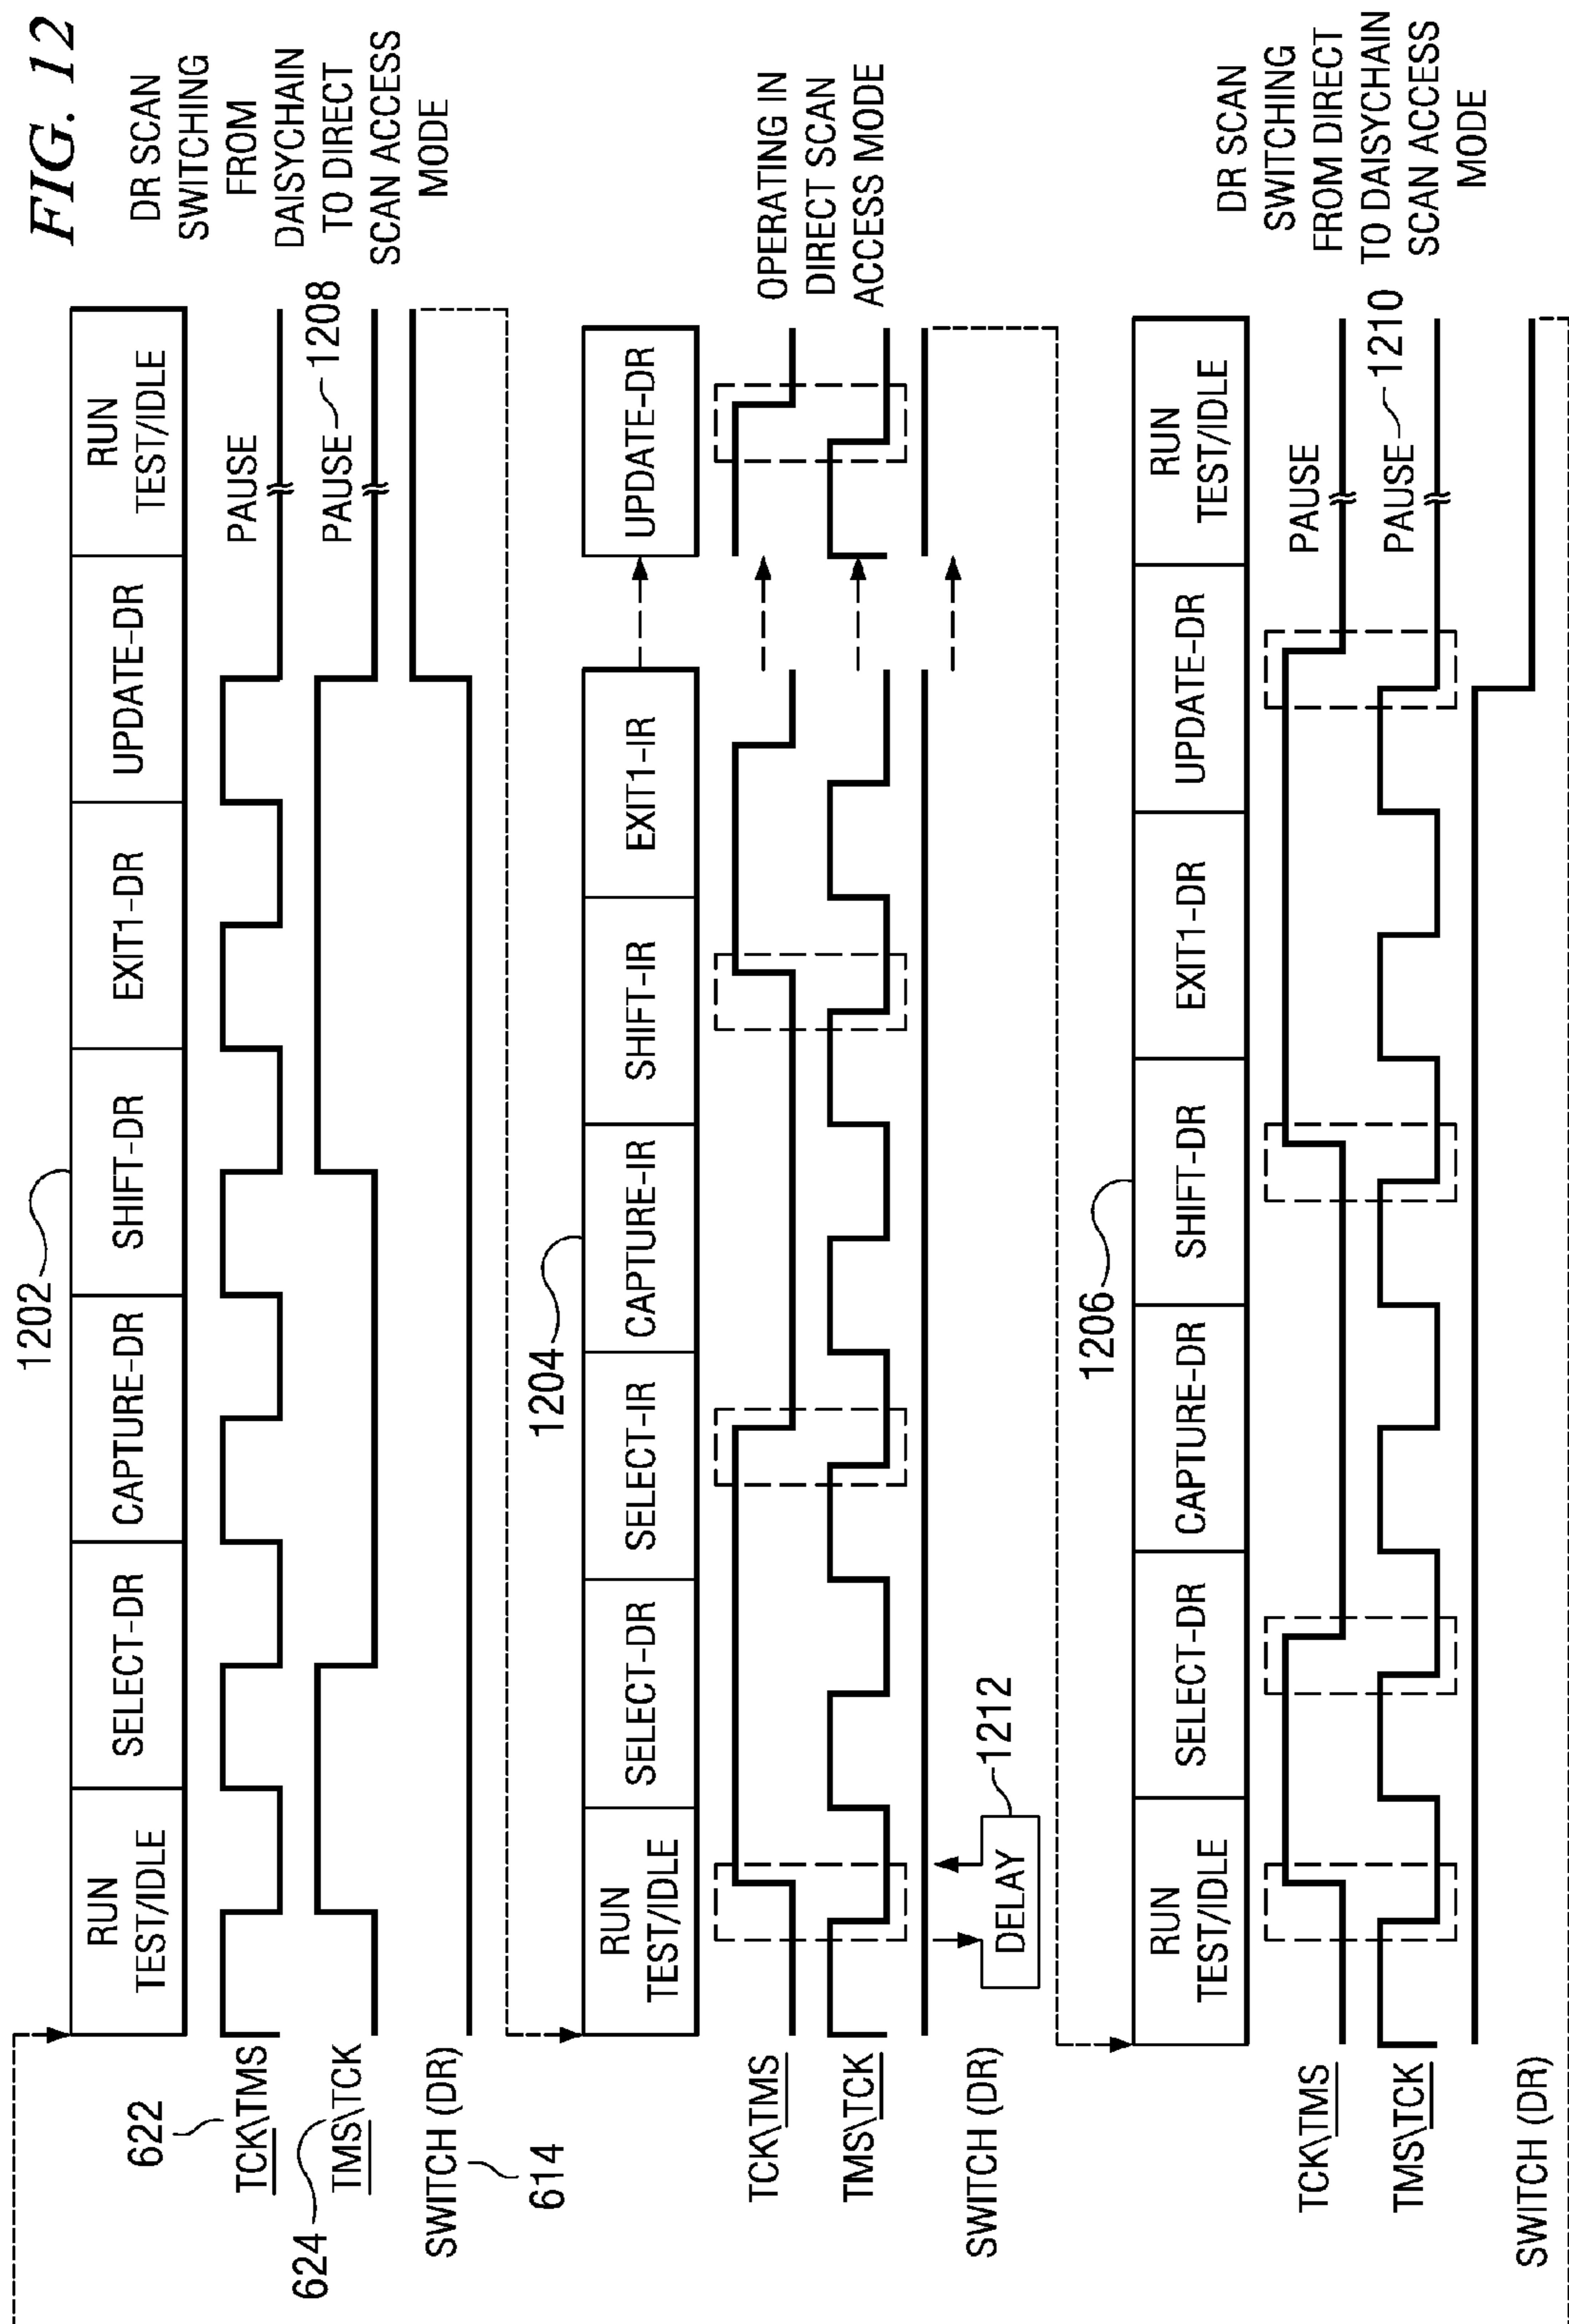 FIG. 12
1202
RUN
TEST/IDLE
SELECT-DR
CAPTURE-DR
SHIFT-DR
EXIT1-DR
UPDATE-DR
RUN
TEST/IDLE
622
TCK\TMS
PAUSE
624
TMS\TCK
PAUSE
1208
SWITCH (DR)
614
DR SCAN
SWITCHING
FROM
DAISYCHAIN
TO DIRECT
SCAN ACCESS
MODE
1204
RUN
TEST/IDLE
SELECT-DR
SELECT-IR
CAPTURE-IR
SHIFT-IR
EXIT1-IR
UPDATE-DR
TCK\TMS
TMS\TCK
SWITCH (DR)
DELAY
1212
OPERATING IN
DIRECT SCAN
ACCESS MODE
1206
RUN
TEST/IDLE
SELECT-DR
CAPTURE-DR
SHIFT-DR
EXIT1-DR
UPDATE-DR
RUN
TEST/IDLE
TCK\TMS
PAUSE
TMS\TCK
PAUSE
1210
SWITCH (DR)
DR SCAN
SWITCHING
FROM DIRECT
TO DAISYCHAIN
SCAN ACCESS
MODE